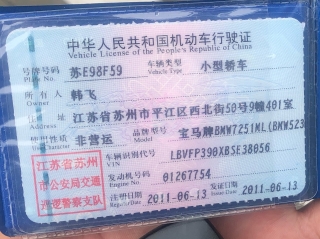 中华人民共和国机动车行驶证
Vehicle License of the People's Republic of China
号牌号码 苏E98F59 车辆类型 小型轿车
Plate No. Vehicle Type
所有人 韩飞
Owner
住址 江苏省苏州市平江区西北街50号9幢401室
Address
使用性质 非营运 品牌型号 宝马牌BMW7251ML(BMW523
Use Character Model
江苏省苏州 车辆识别代号 LBVFP390XBSE38056
VIN
市公安局交通 发动机号码 01267754
Engine No.
巡逻警察支队 注册日期 2011-06-13 发证日期 2011-06-13
Register Date Issue Date